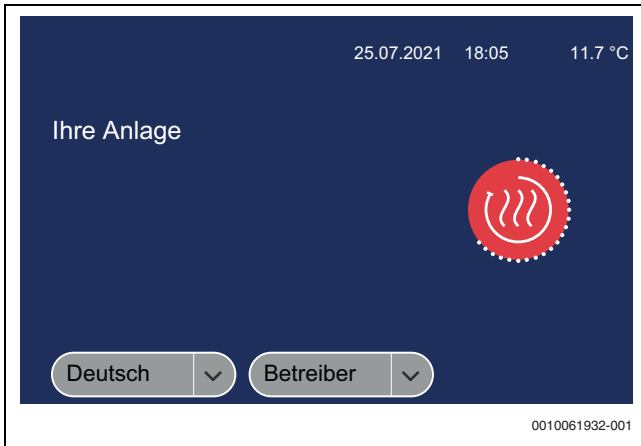 25.07.2021 18:05 11.7 °C
Ihre Anlage
Deutsch Betreiber
0010061932-001